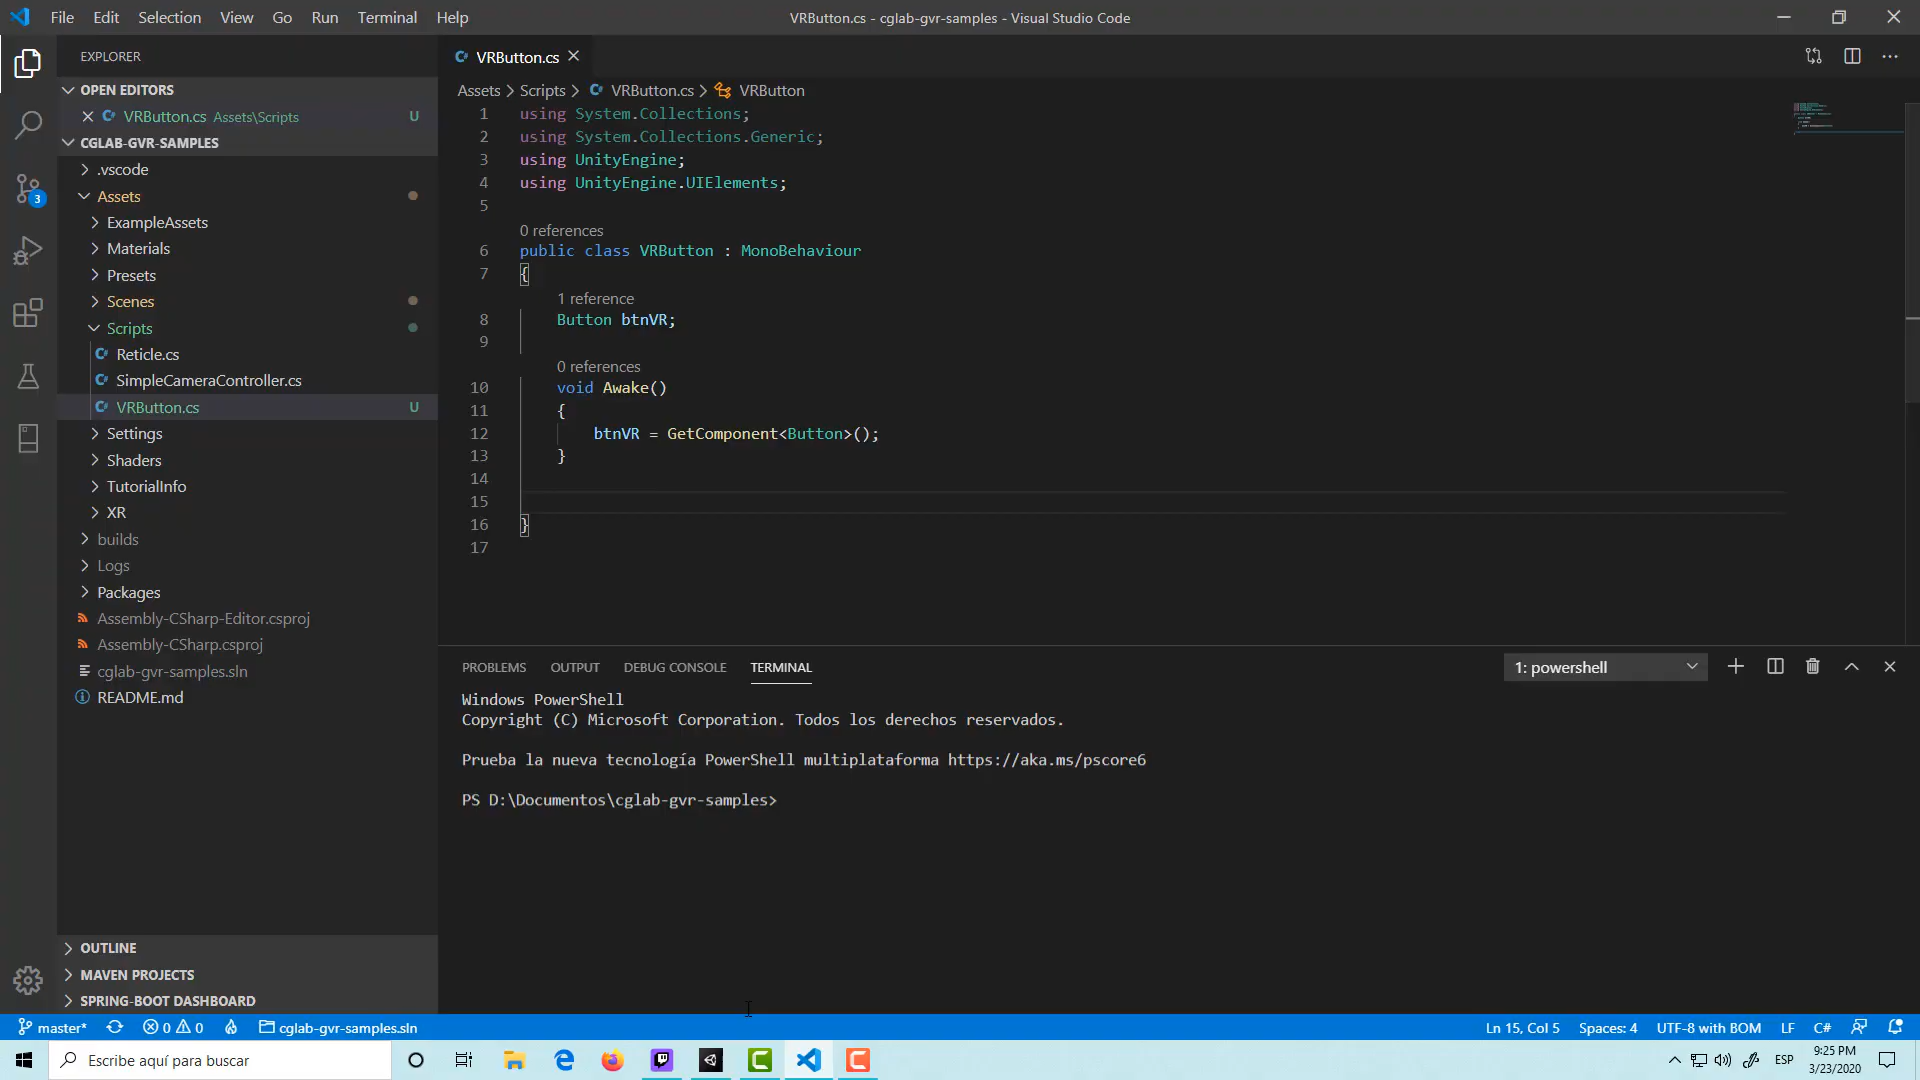 File Edit Selection View Go Run Terminal Help
VRButton.cs - cglab-gvr-samples - Visual Studio Code
EXPLORER
OPEN EDITORS
VRButton.cs Assets\Scripts U
CGLAB-GVR-SAMPLES
.vscode
Assets
ExampleAssets
Materials
Presets
Scenes
Scripts
Reticle.cs
SimpleCameraController.cs
VRButton.cs U
Settings
Shaders
TutorialInfo
XR
builds
Logs
Packages
Assembly-CSharp-Editor.csproj
Assembly-CSharp.csproj
cglab-gvr-samples.sln
README.md
OUTLINE
MAVEN PROJECTS
SPRING-BOOT DASHBOARD
3
VRButton.cs
Assets > Scripts > VRButton.cs > VRButton
1 using System.Collections;
2 using System.Collections.Generic;
3 using UnityEngine;
4 using UnityEngine.UIElements;
5
0 references
6 public class VRButton : MonoBehaviour
7 {
1 reference
8 Button btnVR;
9
0 references
10 void Awake()
11 {
12 btnVR = GetComponent<Button>();
13 }
14
15
16 }
17
PROBLEMS OUTPUT DEBUG CONSOLE TERMINAL
1: powershell
Windows PowerShell
Copyright (C) Microsoft Corporation. Todos los derechos reservados.
Prueba la nueva tecnología PowerShell multiplataforma https://aka.ms/pscore6
PS D:\Documentos\cglab-gvr-samples>
master* 0 0 cglab-gvr-samples.sln
Ln 15, Col 5 Spaces: 4 UTF-8 with BOM LF C#
Escribe aquí para buscar
ESP
9:25 PM
3/23/2020